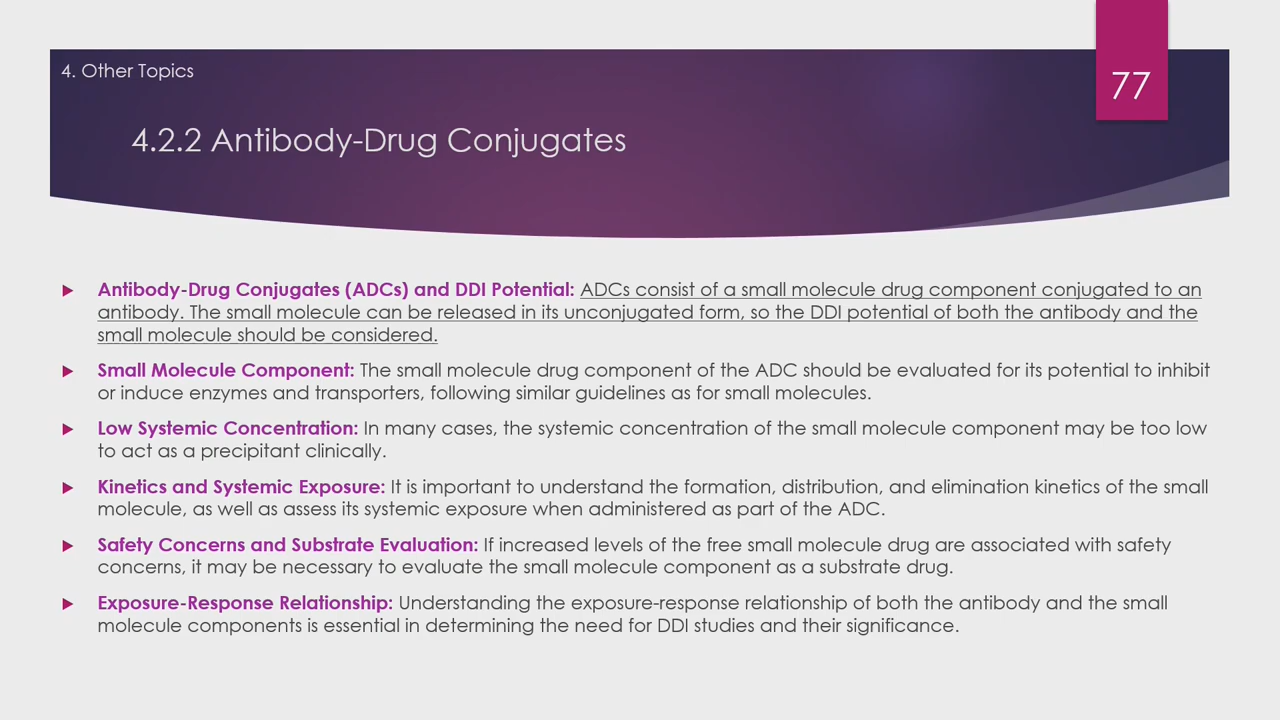 4. Other Topics
77
4.2.2 Antibody-Drug Conjugates
Antibody-Drug Conjugates (ADCs) and DDI Potential: ADCs consist of a small molecule drug component conjugated to an
antibody. The small molecule can be released in its unconjugated form, so the DDI potential of both the antibody and the
small molecule should be considered.
Small Molecule Component: The small molecule drug component of the ADC should be evaluated for its potential to inhibit
or induce enzymes and transporters, following similar guidelines as for small molecules.
Low Systemic Concentration: In many cases, the systemic concentration of the small molecule component may be too low
to act as a precipitant clinically.
Kinetics and Systemic Exposure: It is important to understand the formation, distribution, and elimination kinetics of the small
molecule, as well as assess its systemic exposure when administered as part of the ADC.
Safety Concerns and Substrate Evaluation: If increased levels of the free small molecule drug are associated with safety
concerns, it may be necessary to evaluate the small molecule component as a substrate drug.
Exposure-Response Relationship: Understanding the exposure-response relationship of both the antibody and the small
molecule components is essential in determining the need for DDI studies and their significance.